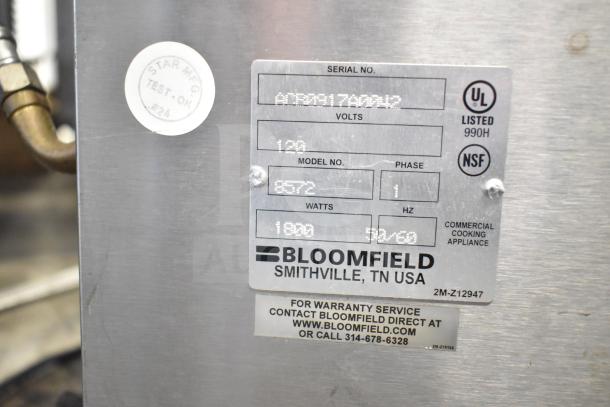 STAR MFG.
TEST-OK
#24
SERIAL NO.
ACB0917A0042
VOLTS
120
MODEL NO.
8572
PHASE
1
WATTS
1800
HZ
50/60
UL
LISTED
990H
NSF
COMMERCIAL
COOKING
APPLIANCE
BLOOMFIELD
SMITHVILLE, TN USA
2M-Z12947
FOR WARRANTY SERVICE
CONTACT BLOOMFIELD DIRECT AT
WWW.BLOOMFIELD.COM
OR CALL 314-678-6328